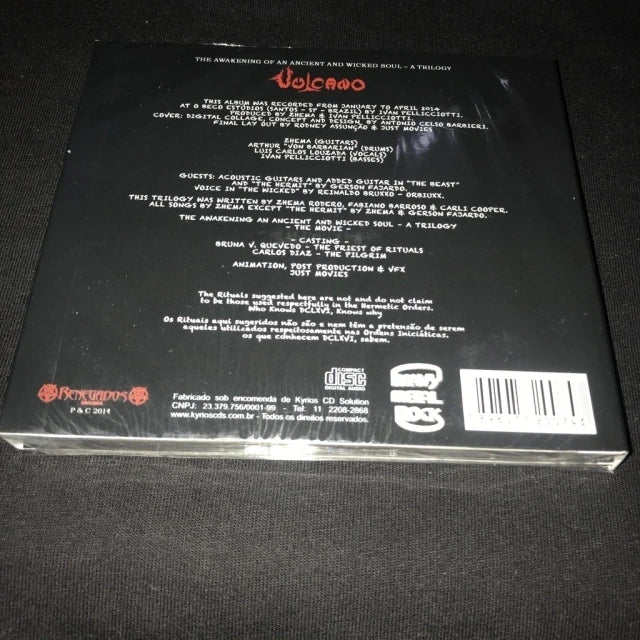 THE AWAKENING OF AN ANCIENT AND WICKED SOUL – A TRILOGY
VULCANO
THIS ALBUM WAS RECORDED FROM JANUARY TO APRIL 2014
AT O BECO ESTÚDIOS (SANTOS - SP - BRAZIL) BY IVAN PELLICCIOTTI.
PRODUCED BY ZHEMA & IVAN PELLICCIOTTI.
COVER: DIGITAL COLLAGE, CONCEPT AND DESIGN, BY ANTONIO CELSO BARBIERI.
FINAL LAY OUT BY RODNEY ASSUNÇÃO & JUST MOVIES
ZHEMA (GUITARS)
ARTHUR "VON BARBARIAN" (DRUMS)
LUIS CARLOS LOUZADA (VOCALS)
IVAN PELLICCIOTTI (BASSES)
GUESTS: ACOUSTIC GUITARS AND ADDED GUITAR IN "THE BEAST"
AND "THE HERMIT" BY GERSON FAJARDO.
VOICE IN "THE WICKED" BY REINALDO BRUXXO - ORBIUXX.
THIS TRILOGY WAS WRITTEN BY ZHEMA RODERO, FABIANO BARROSO & CARLI COOPER.
ALL SONGS BY ZHEMA EXCEPT "THE HERMIT" BY ZHEMA & GERSON FAJARDO.
THE AWAKENING AN ANCIENT AND WICKED SOUL - A TRILOGY
- THE MOVIE -
- CASTING -
BRUNA V. QUEVEDO - THE PRIEST OF RITUALS
CARLOS DIAZ - THE PILGRIM
ANIMATION, POST PRODUCTION & VFX
JUST MOVIES
The Rituals suggested here are not and do not claim
to be those used respectfully in the Hermetic Orders.
Who Knows DCLXVI, Knows why
Os Rituais aqui sugeridos não são e nem têm a pretensão de serem
aqueles utilizados respeitosamente nas Ordens Iniciáticas.
os que conhecem DCLXVI, sabem.
RENEGADOS
RECORDS
P & C 2014
Fabricado sob encomenda de Kyrios CD Solution
CNPJ: 23.379.756/0001-99 - Tel: 11 2208-2868
www.kyrioscds.com.br - Todos os direitos reservados.
COMPACT
disc
DIGITAL AUDIO
HEAVY
METAL
ROCK